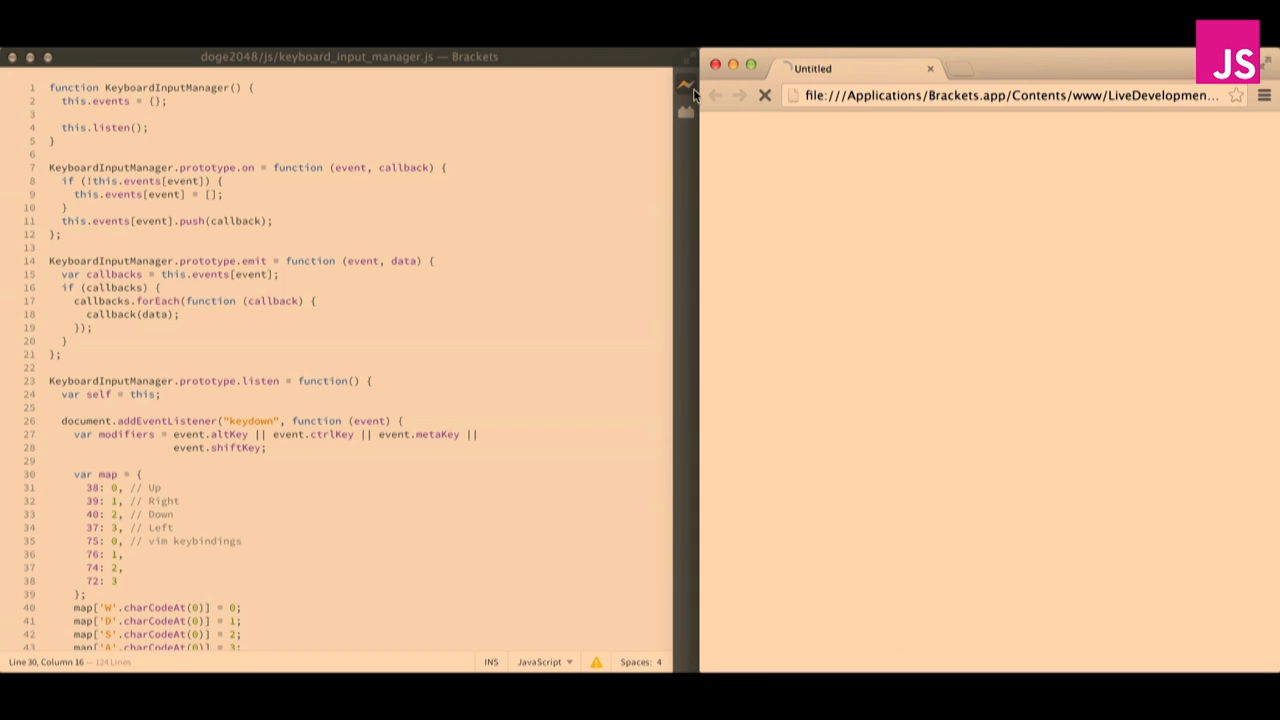 JS
doge2048/js/keyboard_input_manager.js — Brackets
1 function KeyboardInputManager() {
2 this.events = {};
3
4 this.listen();
5 }
6
7 KeyboardInputManager.prototype.on = function (event, callback) {
8 if (!this.events[event]) {
9 this.events[event] = [];
10 }
11 this.events[event].push(callback);
12 };
13
14 KeyboardInputManager.prototype.emit = function (event, data) {
15 var callbacks = this.events[event];
16 if (callbacks) {
17 callbacks.forEach(function (callback) {
18 callback(data);
19 });
20 }
21 };
22
23 KeyboardInputManager.prototype.listen = function() {
24 var self = this;
25
26 document.addEventListener("keydown", function (event) {
27 var modifiers = event.altKey || event.ctrlKey || event.metaKey ||
28 event.shiftKey;
29
30 var map = {
31 38: 0, // Up
32 39: 1, // Right
33 40: 2, // Down
34 37: 3, // Left
35 75: 0, // vim keybindings
36 76: 1,
37 74: 2,
38 72: 3
39 };
40 map['W'.charCodeAt(0)] = 0;
41 map['D'.charCodeAt(0)] = 1;
42 map['S'.charCodeAt(0)] = 2;
43 map['A'.charCodeAt(0)] = 3;
Line 30, Column 16 — 124 Lines
INS JavaScript Spaces: 4
Untitled
file:///Applications/Brackets.app/Contents/www/LiveDevelopmen...